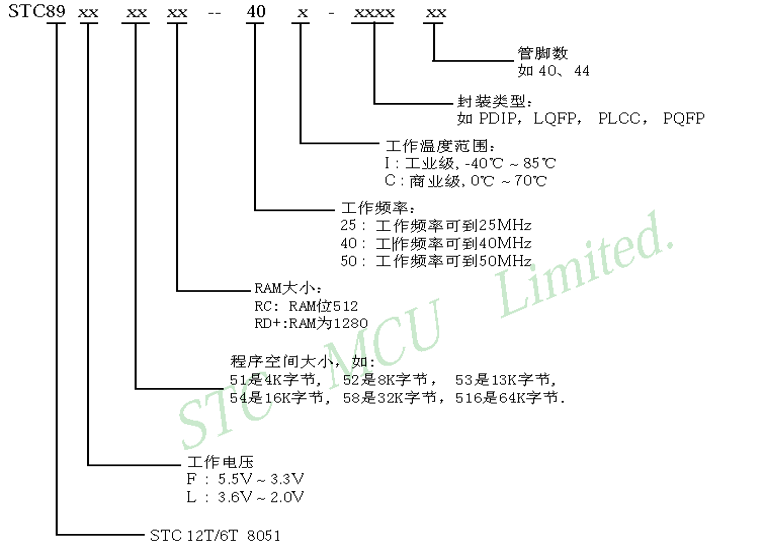 STC89 xx xx xx -- 40 x - xxxx xx
管脚数
如 40、44
封装类型：
如 PDIP，LQFP， PLCC， PQFP
工作温度范围：
I：工业级, -40℃～85℃
C：商业级, 0℃～70℃
工作频率：
25： 工作频率可到25MHz
40： 工作频率可到40MHz
50： 工作频率可到50MHz
RAM大小：
RC: RAM位512
RD+:RAM为1280
程序空间大小，如:
51是4K字节， 52是8K字节， 53是13K字节,
54是16K字节， 58是32K字节，516是64K字节.
工作电压
F : 5.5V～3.3V
L : 3.6V～2.0V
STC 12T/6T 8051
STC MCU Limited.